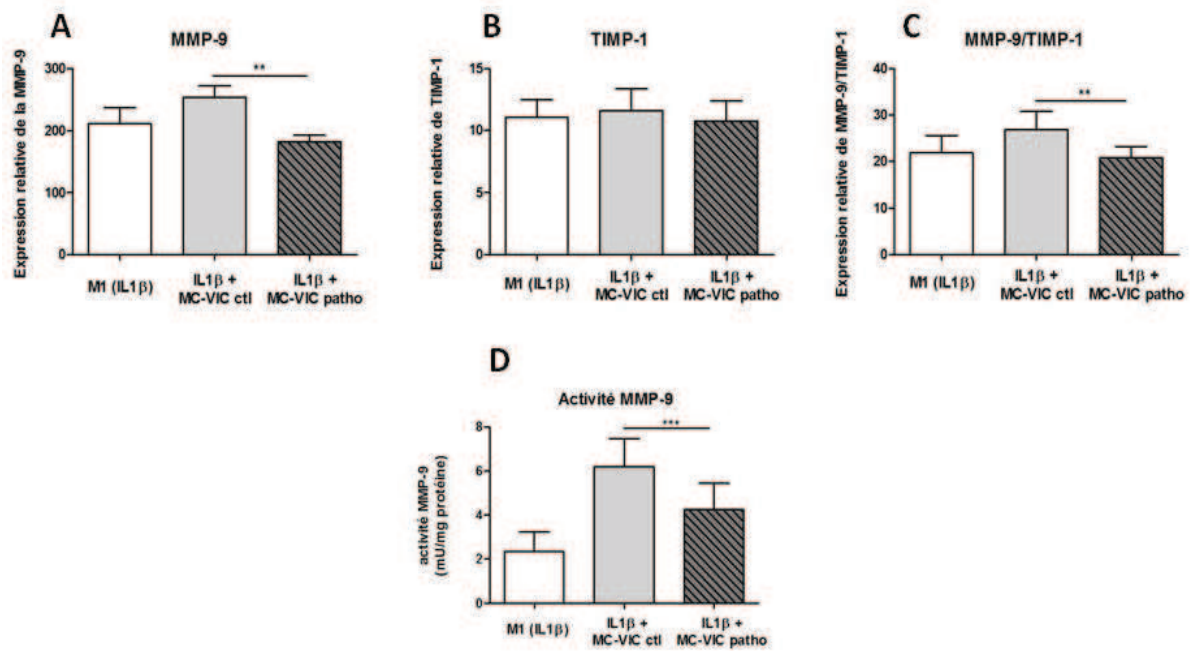 A
MMP-9
Expression relative de la MMP-9
300
200
100
0
**
M1 (IL1β)
IL1β +
MC-VIC ctl
IL1β +
MC-VIC patho
B
TIMP-1
Expression relative de TIMP-1
15
10
5
0
M1 (IL1β)
IL1β +
MC-VIC ctl
IL1β +
MC-VIC patho
C
MMP-9/TIMP-1
Expression relative de MMP-9/TIMP-1
40
30
20
10
0
**
M1 (IL1β)
IL1β +
MC-VIC ctl
IL1β +
MC-VIC patho
D
Activité MMP-9
activité MMP-9
(mU/mg protéine)
8
6
4
2
0
***
M1 (IL1β)
IL1β +
MC-VIC ctl
IL1β +
MC-VIC patho